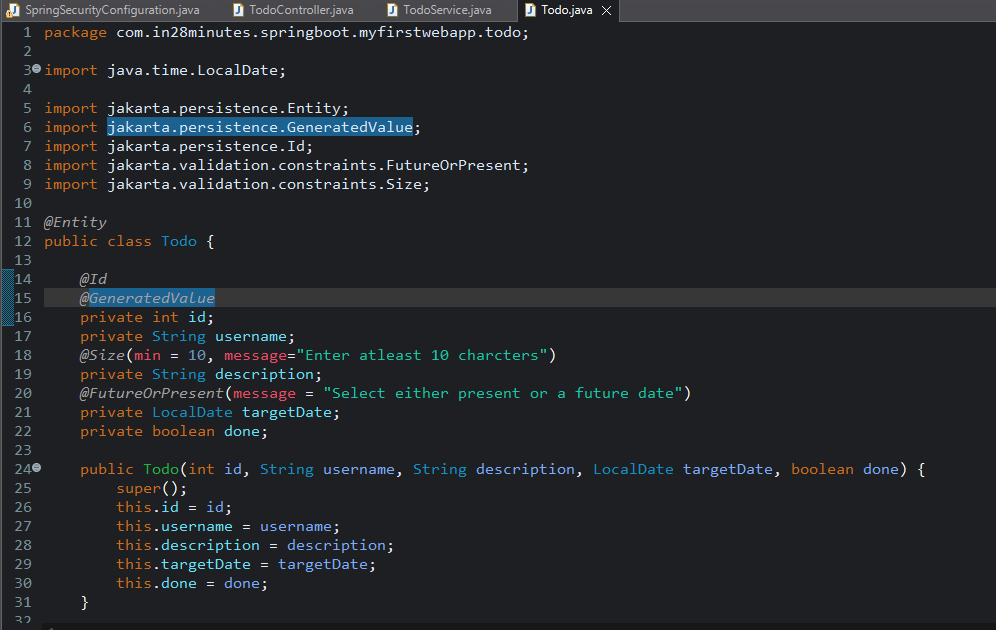 SpringSecurityConfiguration.java TodoController.java TodoService.java Todo.java
1 package com.in28minutes.springboot.myfirstwebapp.todo;
2
3 import java.time.LocalDate;
4
5 import jakarta.persistence.Entity;
6 import jakarta.persistence.GeneratedValue;
7 import jakarta.persistence.Id;
8 import jakarta.validation.constraints.FutureOrPresent;
9 import jakarta.validation.constraints.Size;
10
11 @Entity
12 public class Todo {
13
14 @Id
15 @GeneratedValue
16 private int id;
17 private String username;
18 @Size(min = 10, message="Enter atleast 10 charcters")
19 private String description;
20 @FutureOrPresent(message = "Select either present or a future date")
21 private LocalDate targetDate;
22 private boolean done;
23
24 public Todo(int id, String username, String description, LocalDate targetDate, boolean done) {
25 super();
26 this.id = id;
27 this.username = username;
28 this.description = description;
29 this.targetDate = targetDate;
30 this.done = done;
31 }
32